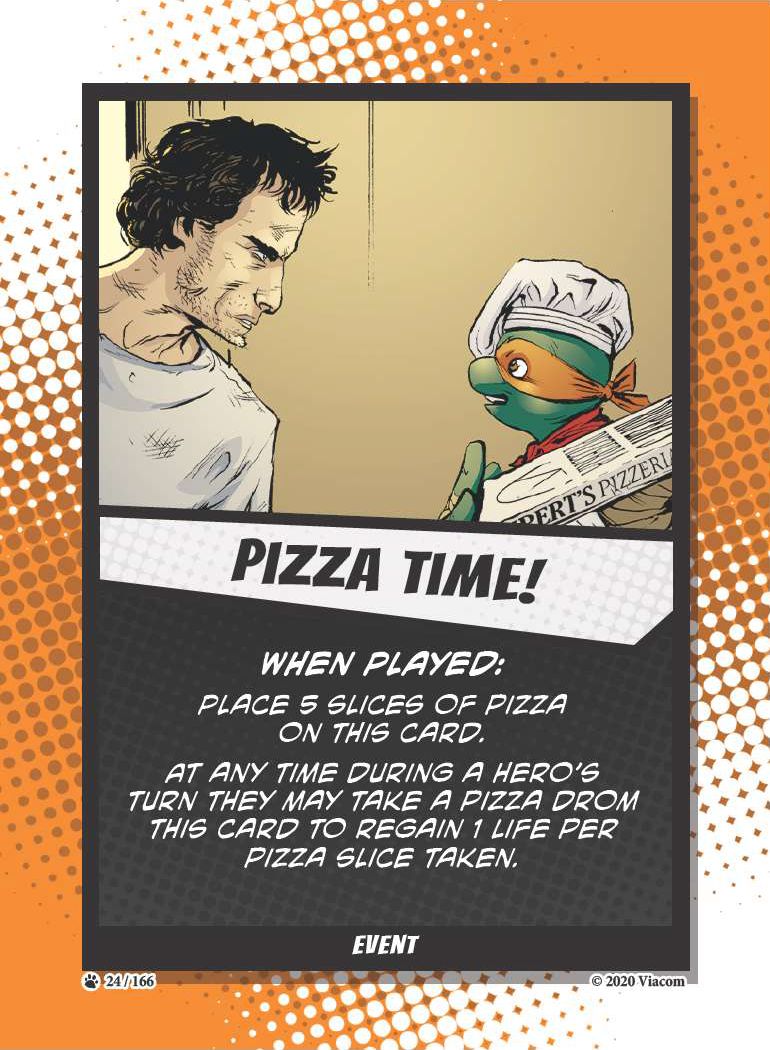 PERT'S PIZZERI
PIZZA TIME!
WHEN PLAYED:
PLACE 5 SLICES OF PIZZA
ON THIS CARD.
AT ANY TIME DURING A HERO'S
TURN THEY MAY TAKE A PIZZA DROM
THIS CARD TO REGAIN 1 LIFE PER
PIZZA SLICE TAKEN.
EVENT
24/166
© 2020 Viacom